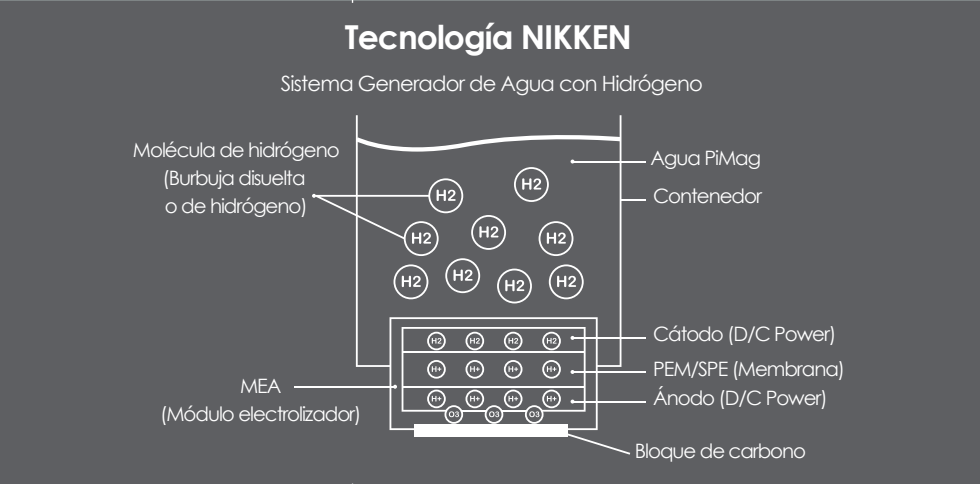 Tecnología NIKKEN
Sistema Generador de Agua con Hidrógeno
Molécula de hidrógeno
(Burbuja disuelta
o de hidrógeno)
Agua PiMag
Contenedor
H2 H2
H2 H2 H2
H2 H2 H2 H2
Cátodo (D/C Power)
H2 H2 H2 H2
PEM/SPE (Membrana)
H+ H+ H+ H+
Ánodo (D/C Power)
H+ H+ H+ H+
O3 O3 O3
MEA
(Módulo electrolizador)
Bloque de carbono